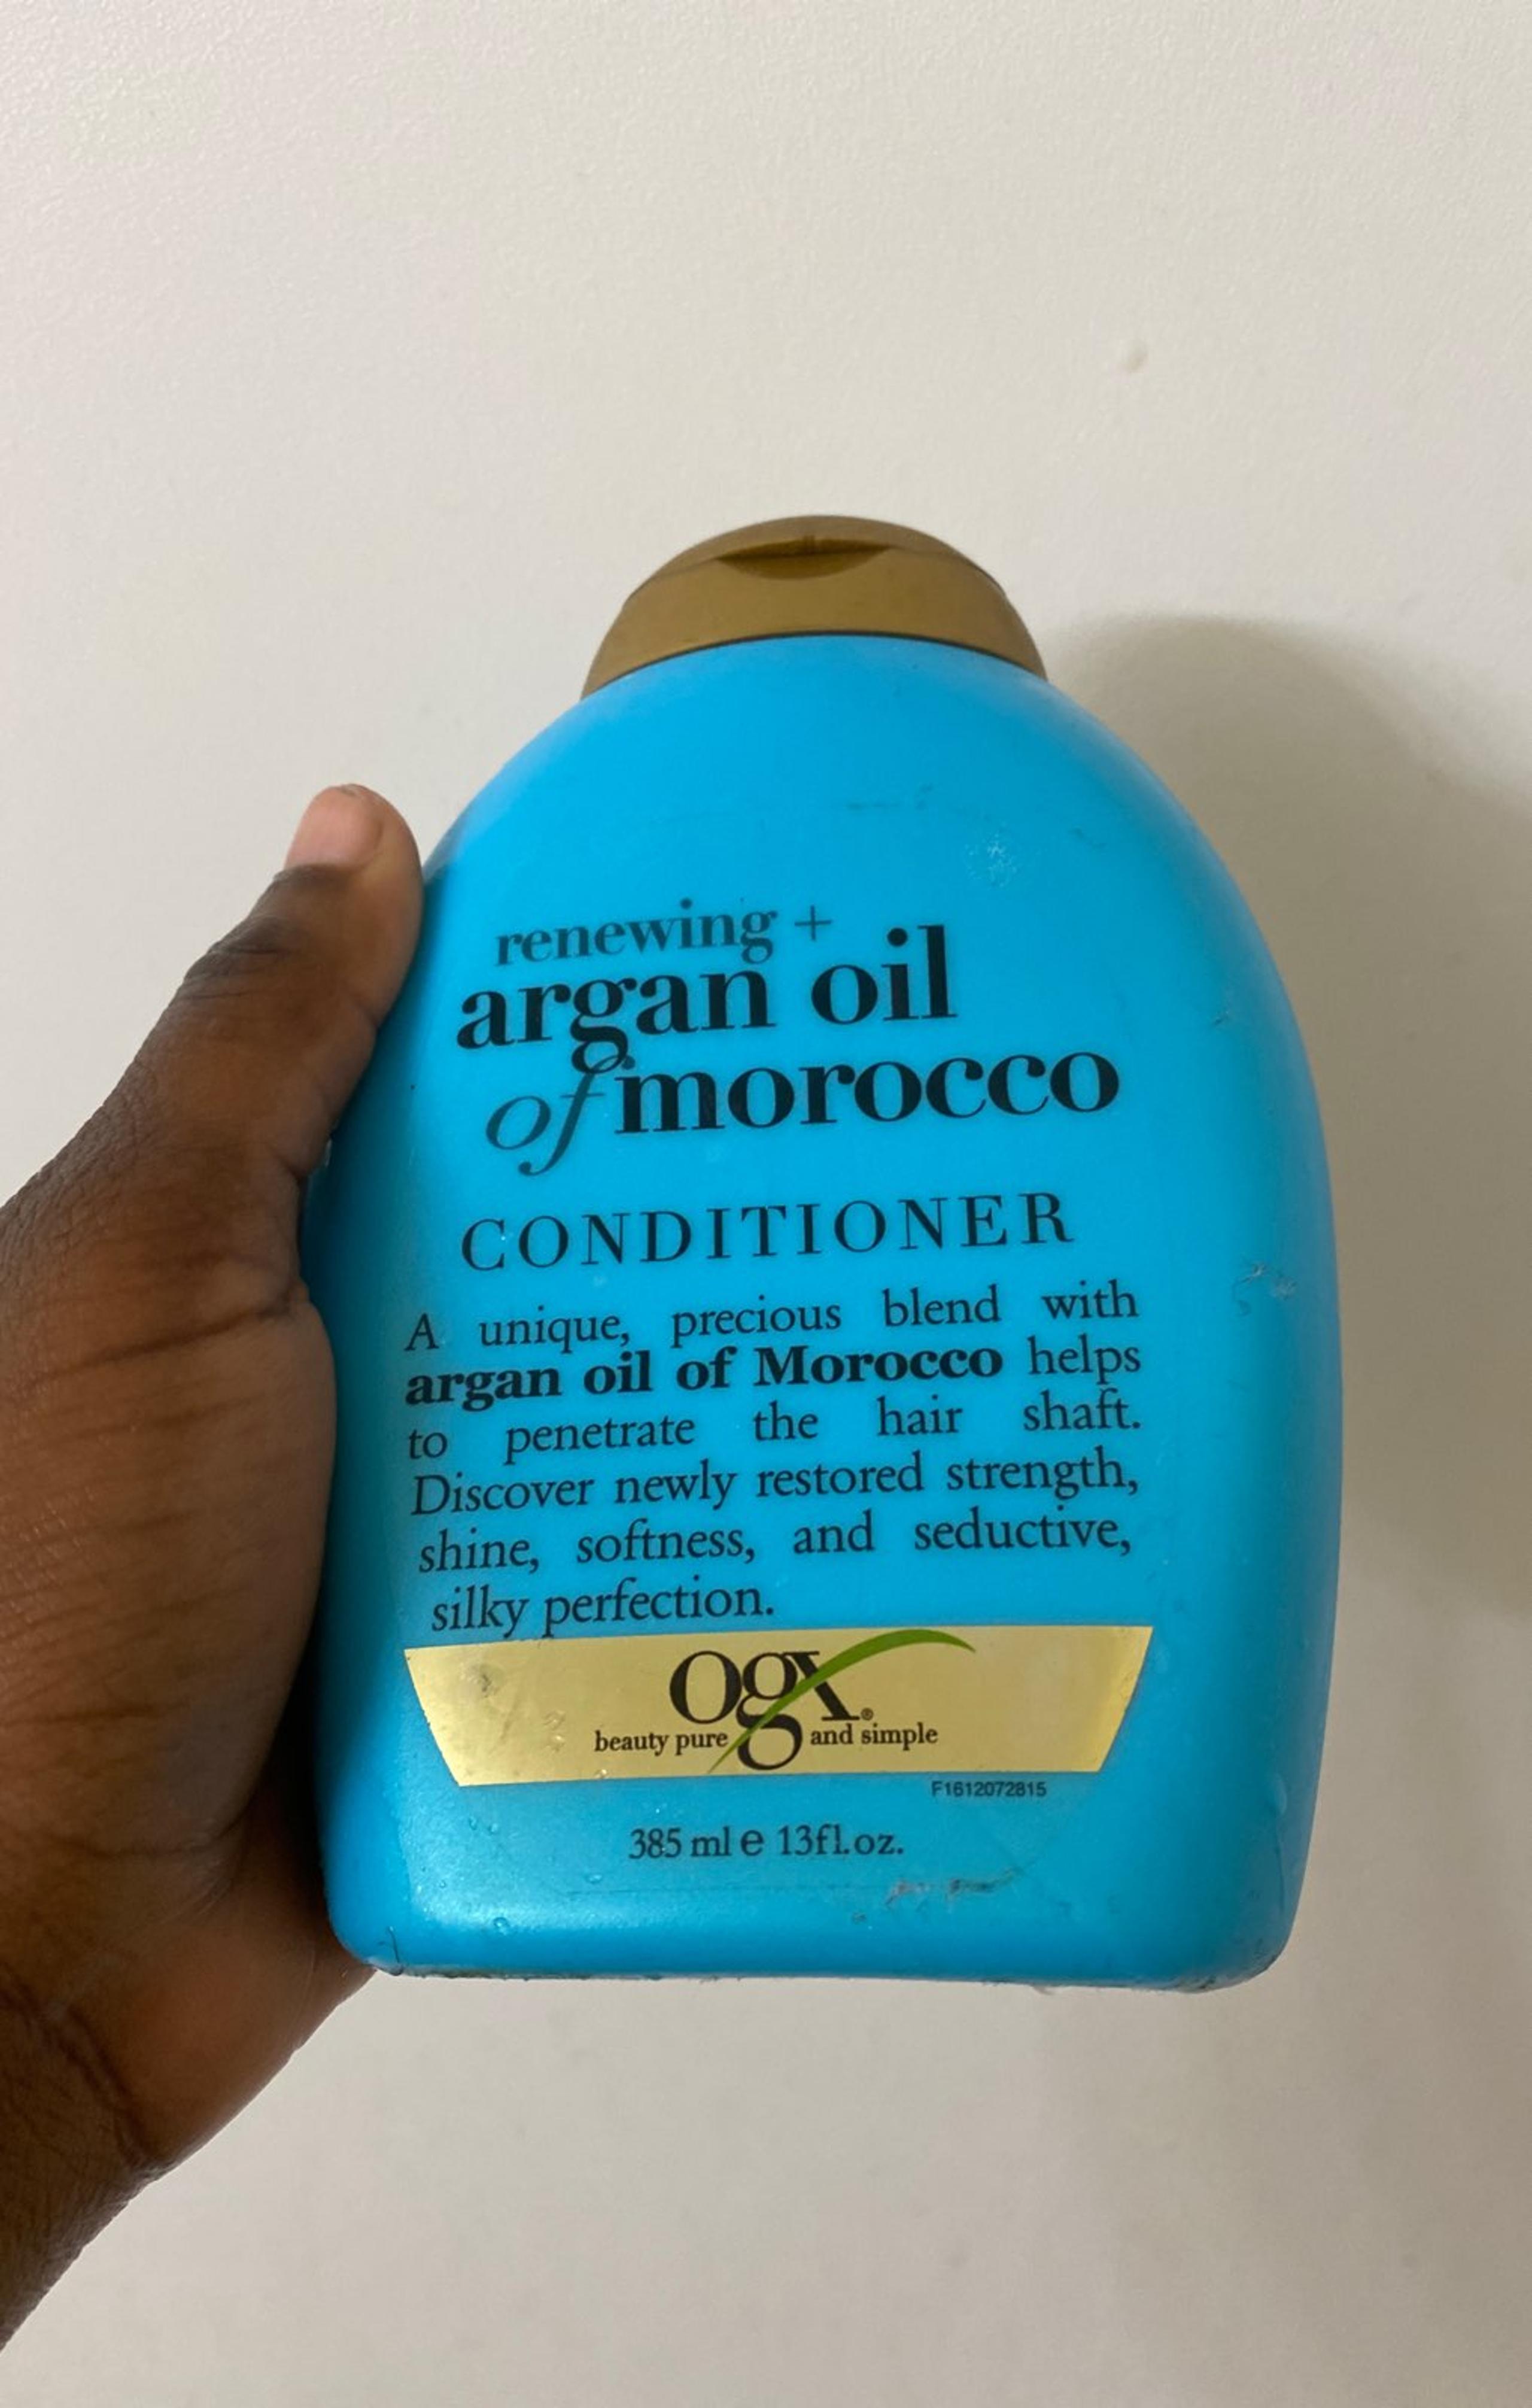 renewing +
argan oil
of morocco
CONDITIONER
A unique, precious blend with
argan oil of Morocco helps
to penetrate the hair shaft.
Discover newly restored strength,
shine, softness, and seductive,
silky perfection.
ogx®
beauty pure and simple
F1612072815
385 ml e 13fl.oz.